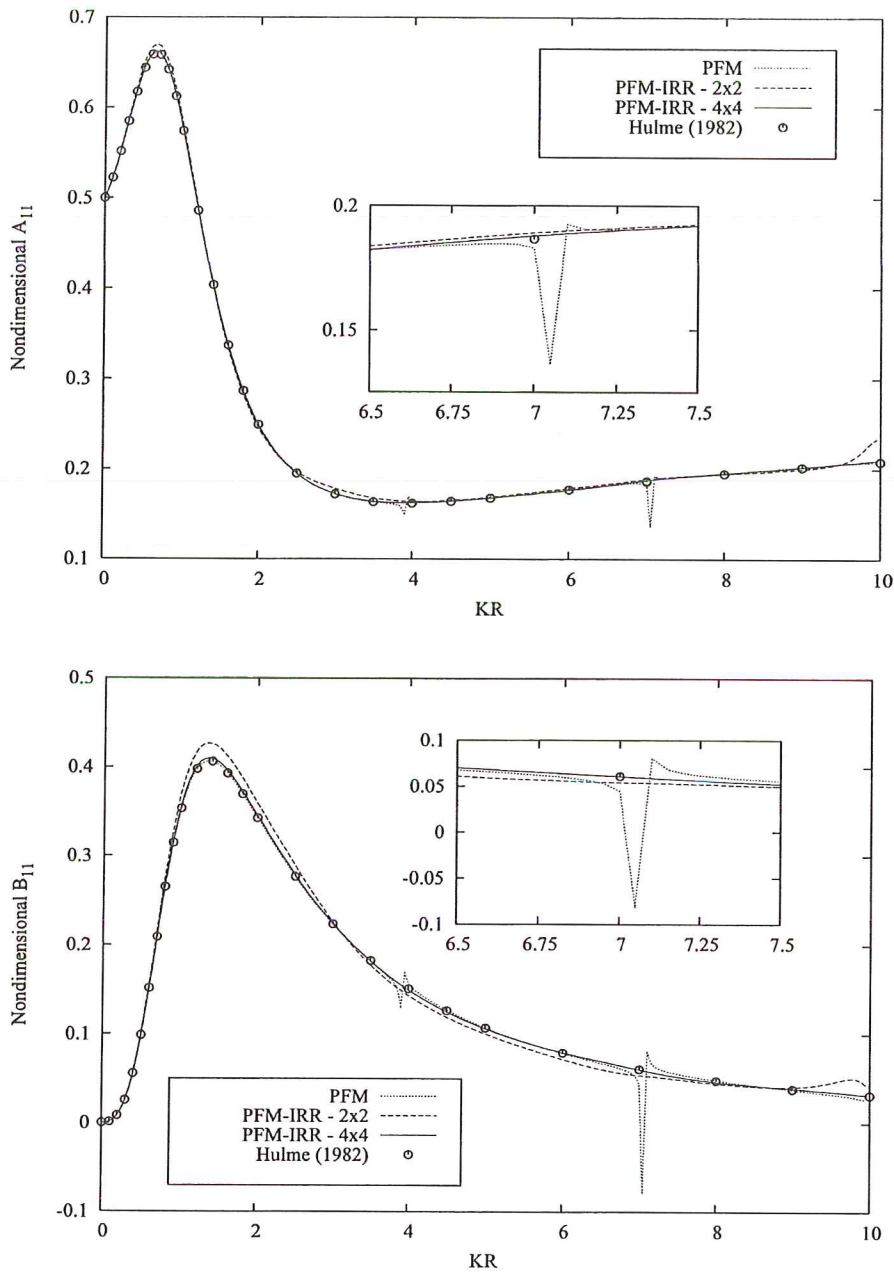 0.7
PFM
PFM-IRR - 2x2
PFM-IRR - 4x4
Hulme (1982)
0.6
0.5
0.4
0.3
0.2
0.1
Nondimensional A11
0.2
0.15
6.5 6.75 7 7.25 7.5
0 2 4 6 8 10
KR
0.5
0.4
0.3
0.2
0.1
0
-0.1
Nondimensional B11
0.1
0.05
0
-0.05
-0.1
6.5 6.75 7 7.25 7.5
PFM
PFM-IRR - 2x2
PFM-IRR - 4x4
Hulme (1982)
0 2 4 6 8 10
KR